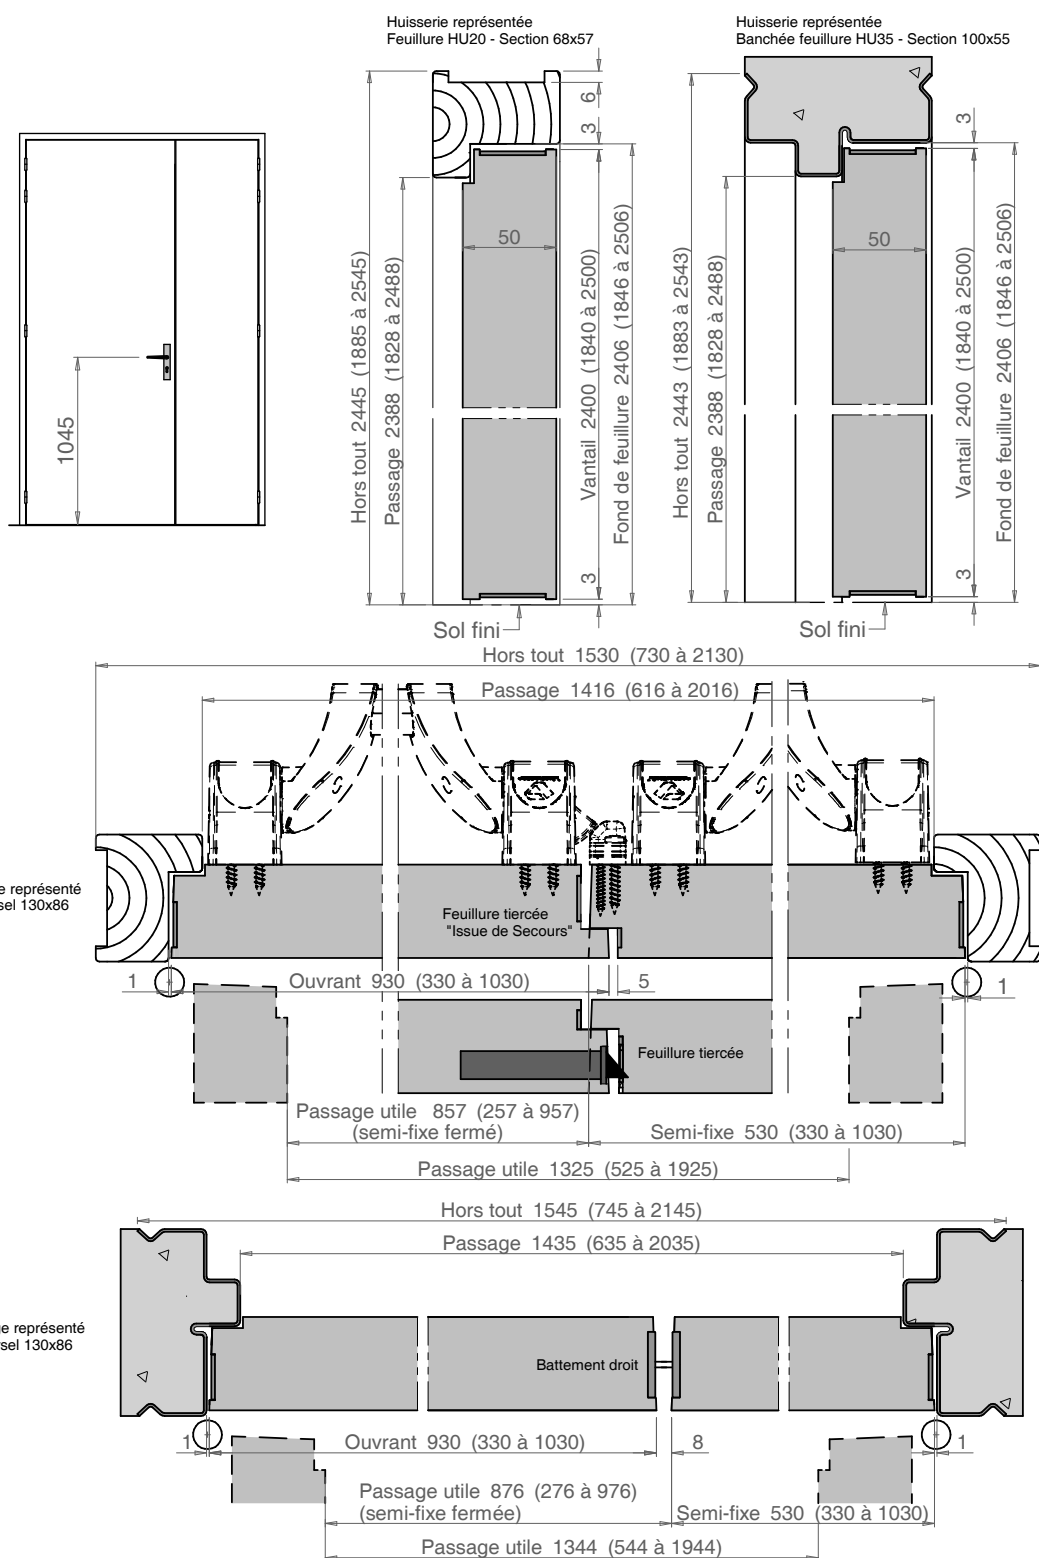 Huisserie représentée
Feuillure HU20 - Section 68x57
Huisserie représentée
Banchée feuillure HU35 - Section 100x55
1045
Hors tout 2445 (1885 à 2545)
Passage 2388 (1828 à 2488)
50
6
3
Vantail 2400 (1840 à 2500)
3
Fond de feuillure 2406 (1846 à 2506)
Sol fini
Hors tout 2443 (1883 à 2543)
Passage 2388 (1828 à 2488)
50
3
Vantail 2400 (1840 à 2500)
3
Fond de feuillure 2406 (1846 à 2506)
Sol fini
Hors tout 1530 (730 à 2130)
Passage 1416 (616 à 2016)
e représenté
sel 130x86
Feuillure tiercée
"Issue de Secours"
1
Ouvrant 930 (330 à 1030)
5
1
Feuillure tiercée
Passage utile 857 (257 à 957)
(semi-fixe fermé)
Semi-fixe 530 (330 à 1030)
Passage utile 1325 (525 à 1925)
Hors tout 1545 (745 à 2145)
Passage 1435 (635 à 2035)
ge représenté
rsel 130x86
Battement droit
1
Ouvrant 930 (330 à 1030)
8
1
Passage utile 876 (276 à 976)
(semi-fixe fermée)
Semi-fixe 530 (330 à 1030)
Passage utile 1344 (544 à 1944)